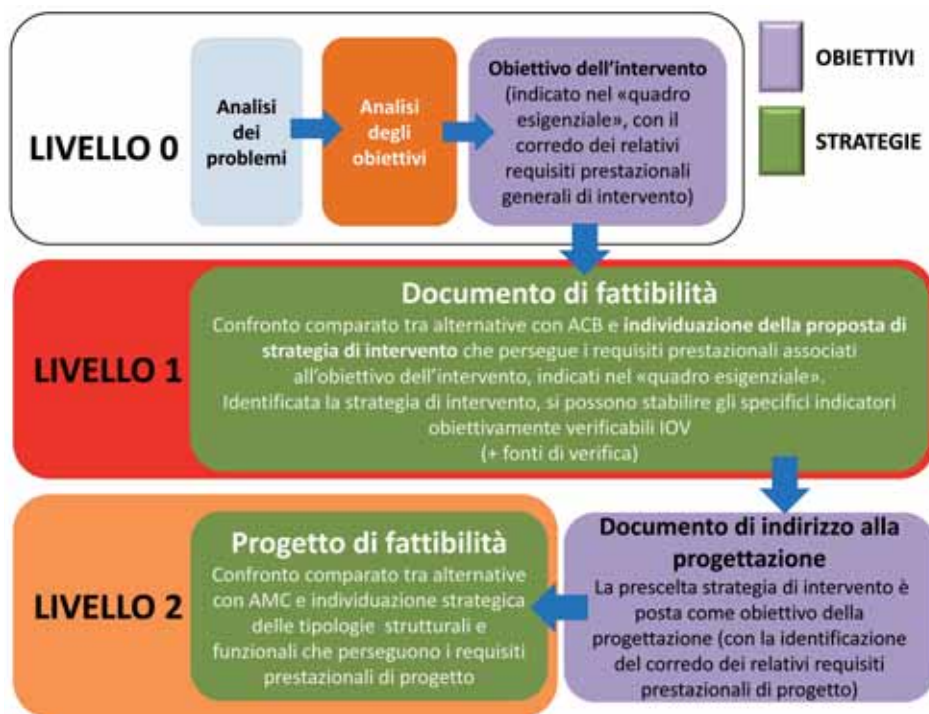 LIVELLO 0
Analisi
dei
problemi
Analisi
degli
obiettivi
Obiettivo dell'intervento
(indicato nel «quadro
esigenziale», con il
corredo dei relativi
requisiti prestazionali
generali di intervento)
OBIETTIVI
STRATEGIE
LIVELLO 1
Documento di fattibilità
Confronto comparato tra alternative con ACB e individuazione della proposta di
strategia di intervento che persegue i requisiti prestazionali associati
all'obiettivo dell'intervento, indicati nel «quadro esigenziale».
Identificata la strategia di intervento, si possono stabilire gli specifici indicatori
obiettivamente verificabili IOV
(+ fonti di verifica)
LIVELLO 2
Progetto di fattibilità
Confronto comparato tra alternative
con AMC e individuazione strategica
delle tipologie strutturali e
funzionali che perseguono i requisiti
prestazionali di progetto
Documento di indirizzo alla
progettazione
La prescelta strategia di intervento è
posta come obiettivo della
progettazione (con la identificazione
del corredo dei relativi requisiti
prestazionali di progetto)